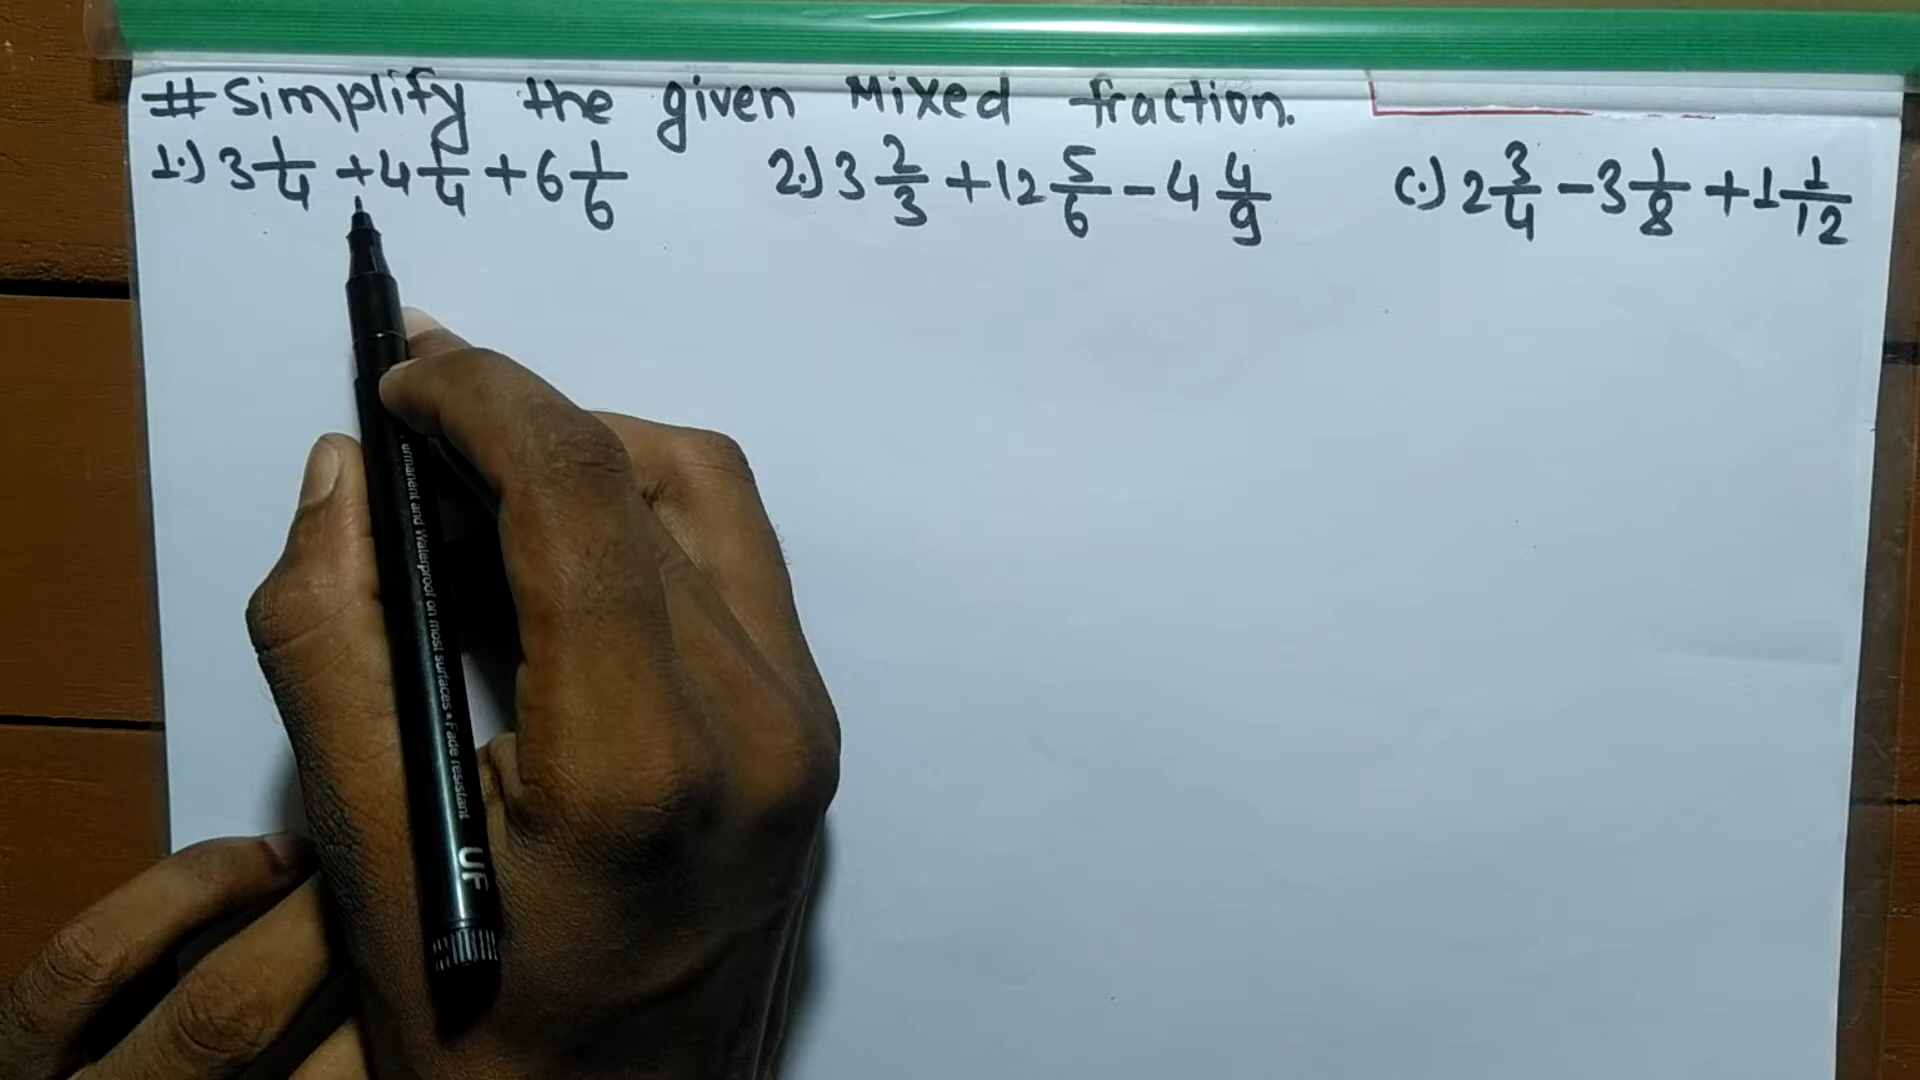 # Simplify the given Mixed fraction.
1.) 3 1/4 + 4 1/4 + 6 1/6 2.) 3 2/3 + 12 5/6 - 4 4/9 c.) 2 3/4 - 3 1/8 + 1 1/12
ermanent and Waterproof on most surfaces • Fade resistant
UF